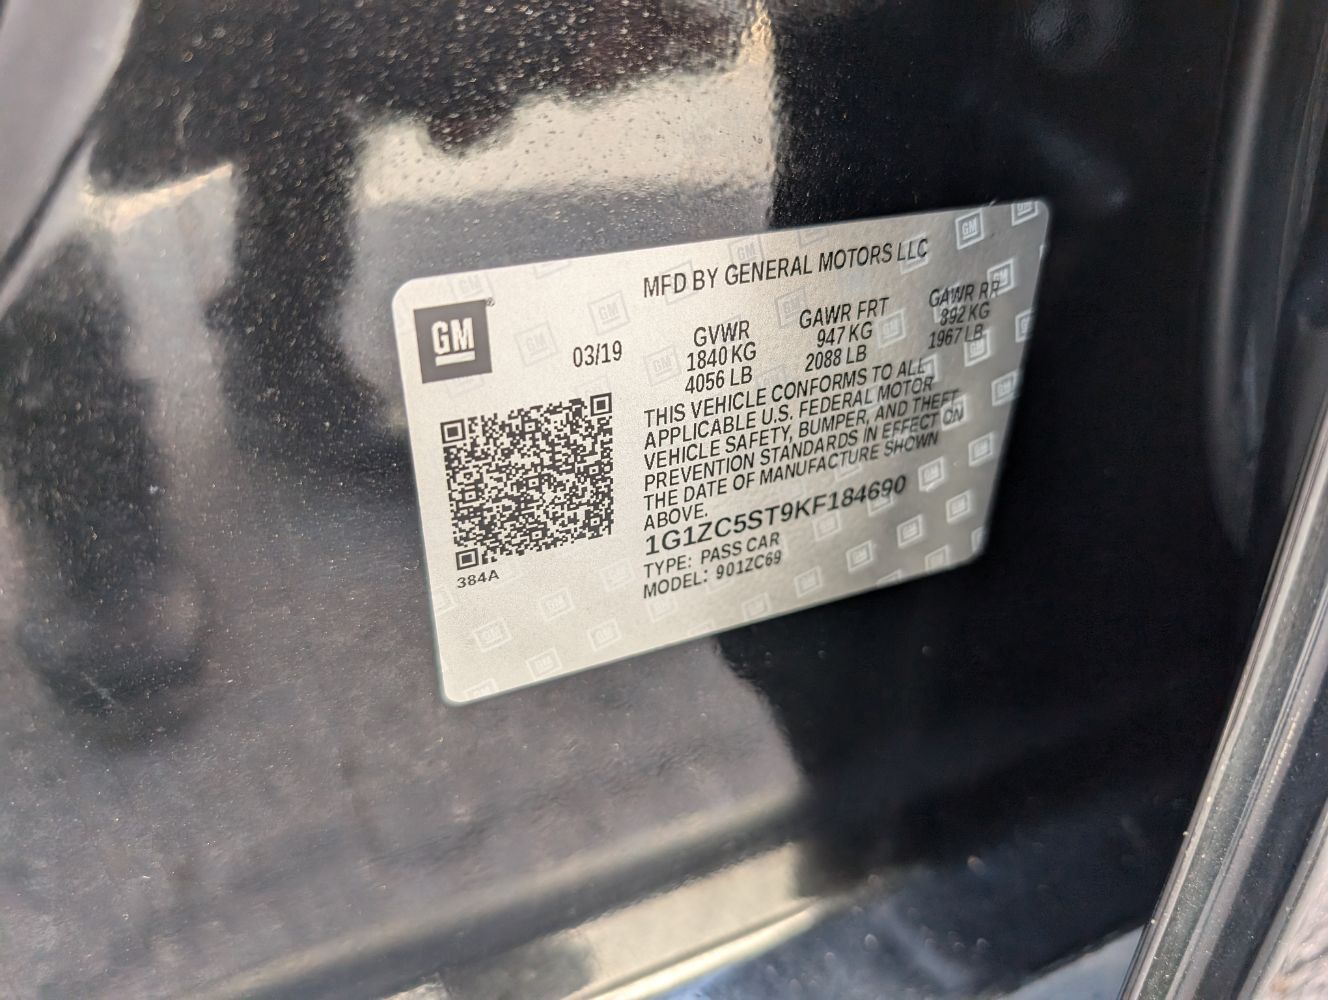 MFD BY GENERAL MOTORS LLC
GM
03/19
GVWR
1840 KG
4056 LB
GAWR FRT
947 KG
2088 LB
GAWR RR
892 KG
1967 LB
THIS VEHICLE CONFORMS TO ALL
APPLICABLE U.S. FEDERAL MOTOR
VEHICLE SAFETY, BUMPER, AND THEFT
PREVENTION STANDARDS IN EFFECT ON
THE DATE OF MANUFACTURE SHOWN
ABOVE.
1G1ZC5ST9KF184690
TYPE: PASS CAR
MODEL: 901ZC69
384A